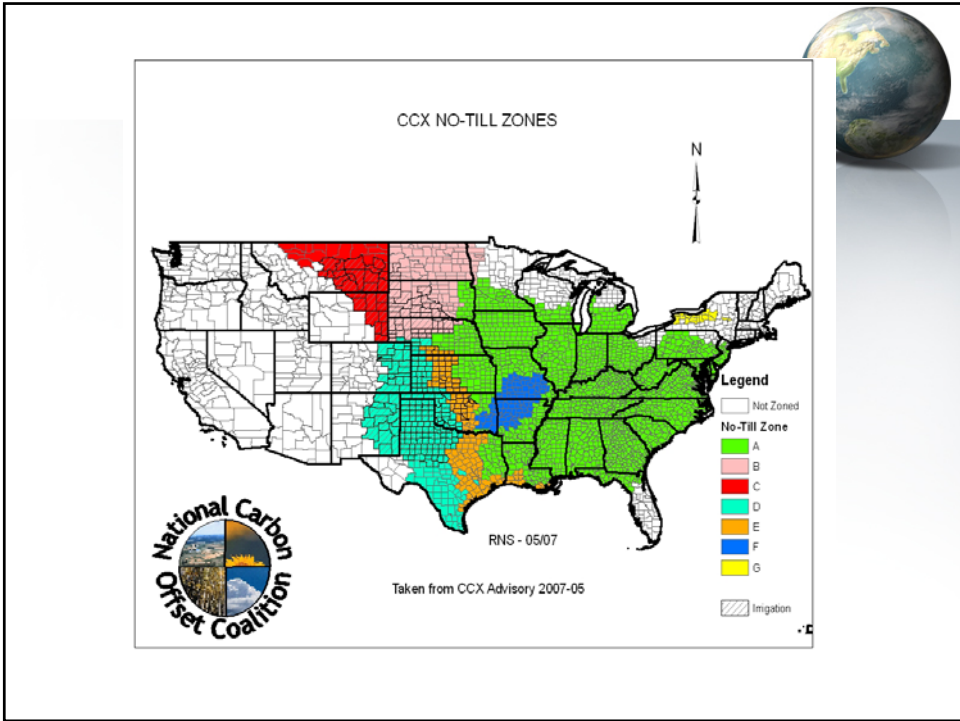 CCX NO-TILL ZONES
N
Legend
Not Zoned
No-Till Zone
A
B
C
D
E
F
G
Irrigation
RNS - 05/07
Taken from CCX Advisory 2007-05
National Carbon
Offset Coalition